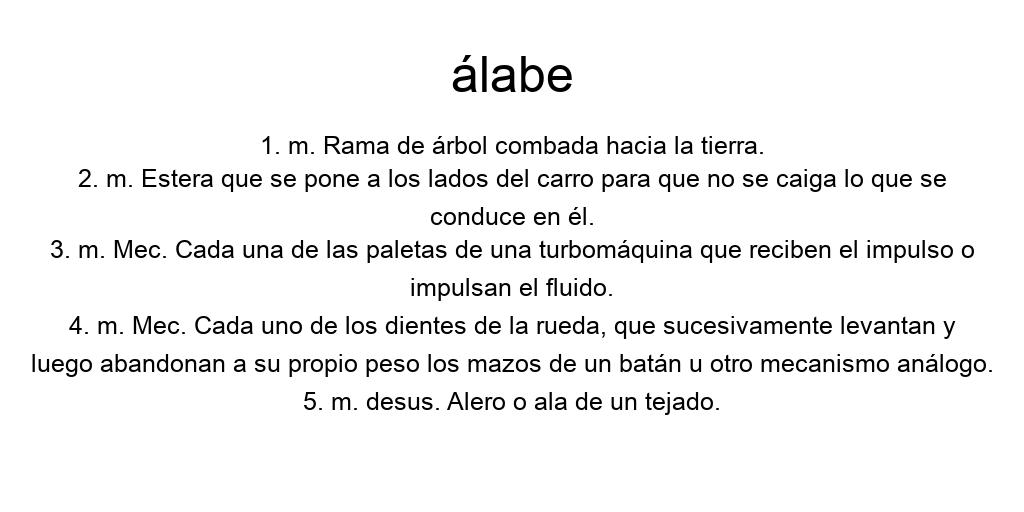 álabe
1. m. Rama de árbol combada hacia la tierra.
2. m. Estera que se pone a los lados del carro para que no se caiga lo que se
conduce en él.
3. m. Mec. Cada una de las paletas de una turbomáquina que reciben el impulso o
impulsan el fluido.
4. m. Mec. Cada uno de los dientes de la rueda, que sucesivamente levantan y
luego abandonan a su propio peso los mazos de un batán u otro mecanismo análogo.
5. m. desus. Alero o ala de un tejado.